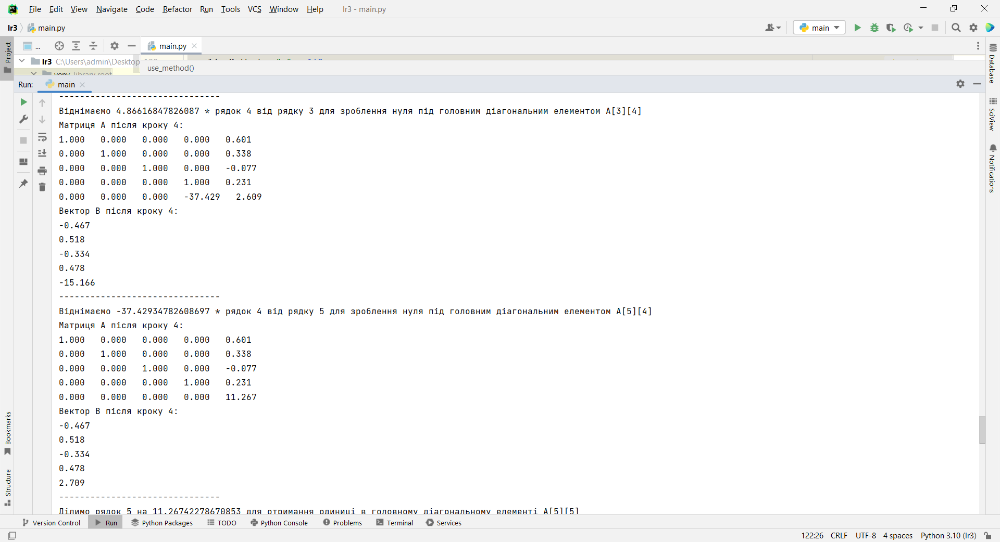 File Edit View Navigate Code Refactor Run Tools VCS Window Help lr3 - main.py
lr3 main.py main
Project ... main.py
lr3 C:\Users\admin\Desktop
venv library root
use_method()
Run: main
------------------------------
Віднімаємо 4.86616847826087 * рядок 4 від рядку 3 для зроблення нуля під головним діагональним елементом A[3][4]
Матриця A після кроку 4:
1.000 0.000 0.000 0.000 0.601
0.000 1.000 0.000 0.000 0.338
0.000 0.000 1.000 0.000 -0.077
0.000 0.000 0.000 1.000 0.231
0.000 0.000 0.000 -37.429 2.609
Вектор B після кроку 4:
-0.467
0.518
-0.334
0.478
-15.166
------------------------------
Віднімаємо -37.42934782608697 * рядок 4 від рядку 5 для зроблення нуля під головним діагональним елементом A[5][4]
Матриця A після кроку 4:
1.000 0.000 0.000 0.000 0.601
0.000 1.000 0.000 0.000 0.338
0.000 0.000 1.000 0.000 -0.077
0.000 0.000 0.000 1.000 0.231
0.000 0.000 0.000 0.000 11.267
Вектор B після кроку 4:
-0.467
0.518
-0.334
0.478
2.709
------------------------------
Ділимо рядок 5 на 11.26742278670853 для отримання одиниці в головному діагональному елементі A[5][5]
Database
SciView
Notifications
Bookmarks
Structure
Version Control Run Python Packages TODO Python Console Problems Terminal Services
122:26 CRLF UTF-8 4 spaces Python 3.10 (lr3)